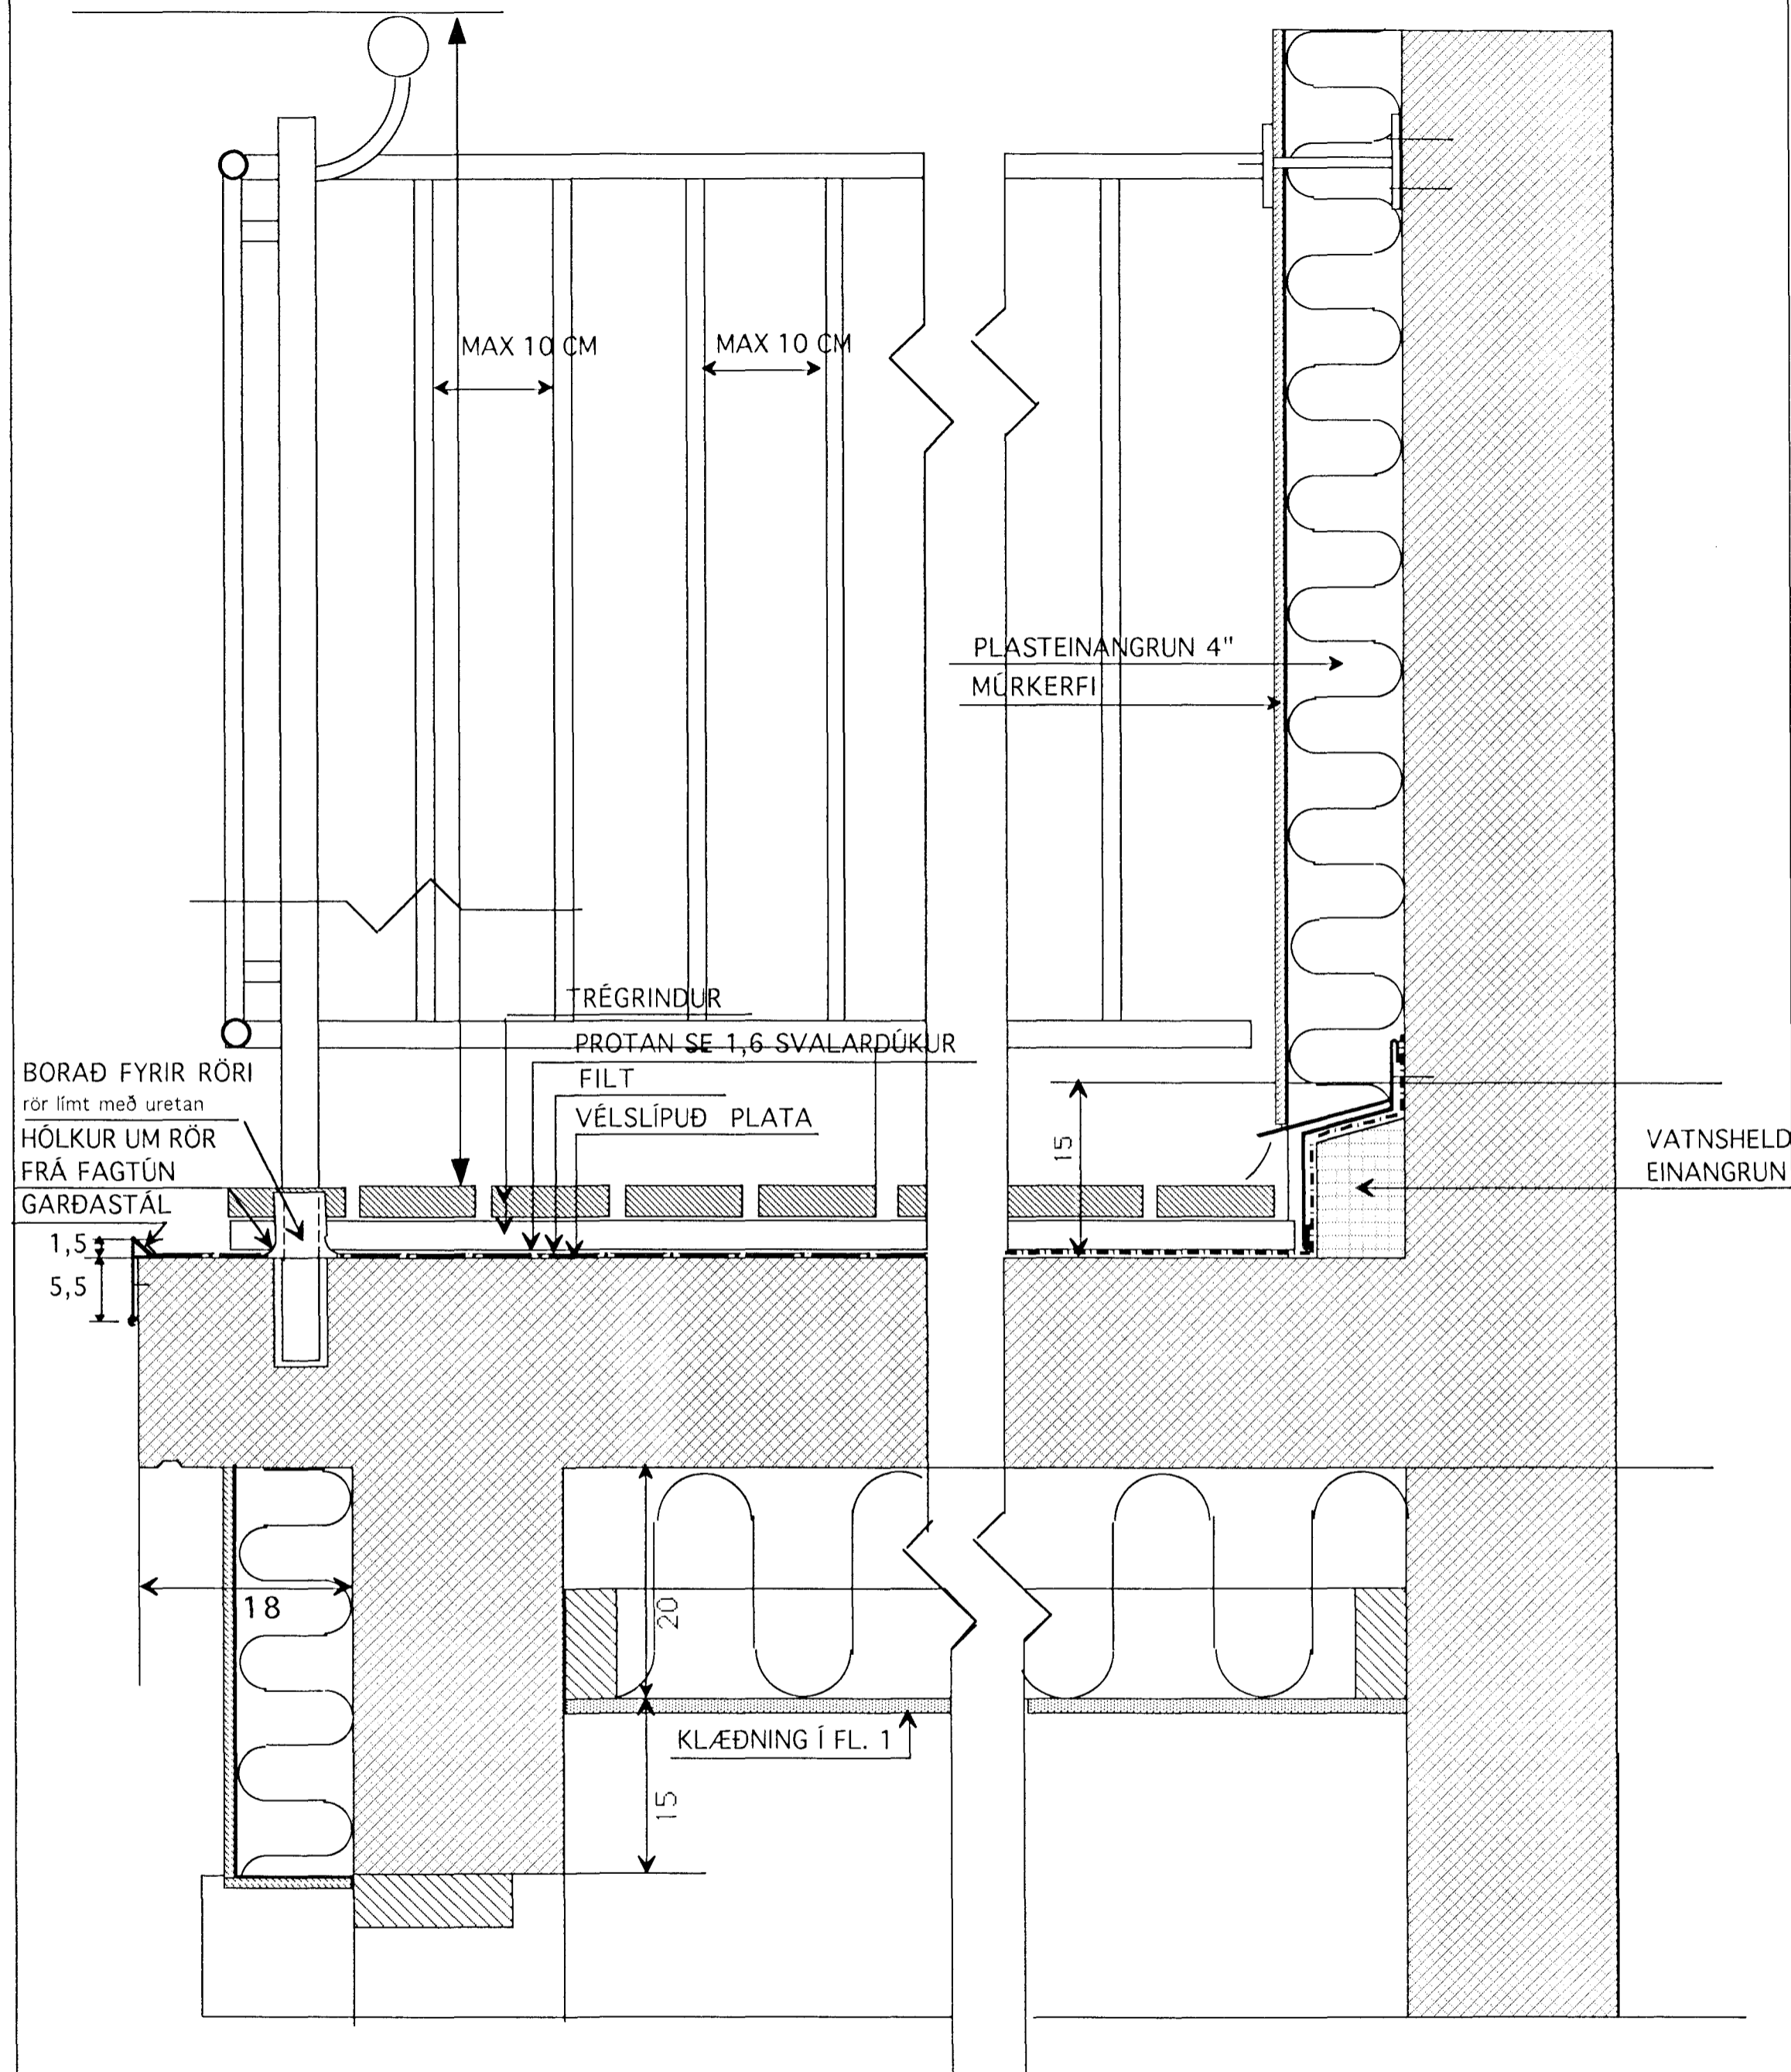 MAX 10 CM
MAX 10 CM
PLASTEINANGRUN 4"
MÚRKERFI
TRÉGRINDUR
PROTAN SE 1,6 SVALARDÚKUR
FILT
VÉLSLÍPUÐ PLATA
BORAÐ FYRIR RÖRI
rör límt með uretan
HÓLKUR UM RÖR
FRÁ FAGTÚN
GARÐASTÁL
1,5
5,5
15
VATNSHELD
EINANGRUN
18
20
KLÆÐNING Í FL. 1
15